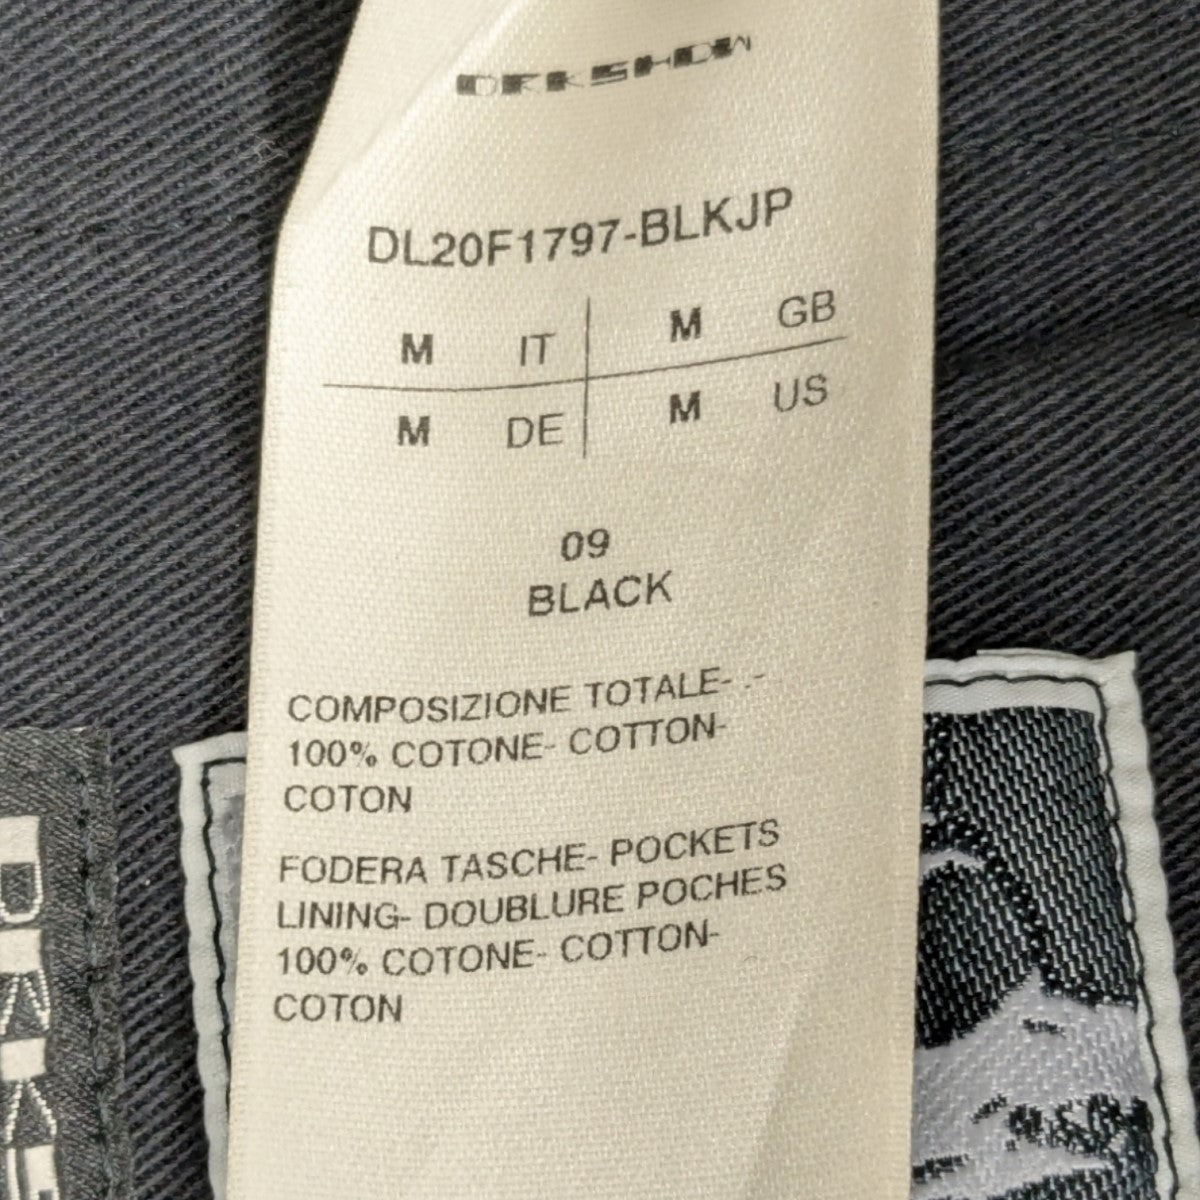 DRKSHDW
DL20F1797-BLKJP
M IT M GB
M DE M US
09
BLACK
COMPOSIZIONE TOTALE- .-
100% COTONE- COTTON-
COTON
FODERA TASCHE- POCKETS
LINING- DOUBLURE POCHES
100% COTONE- COTTON-
COTON